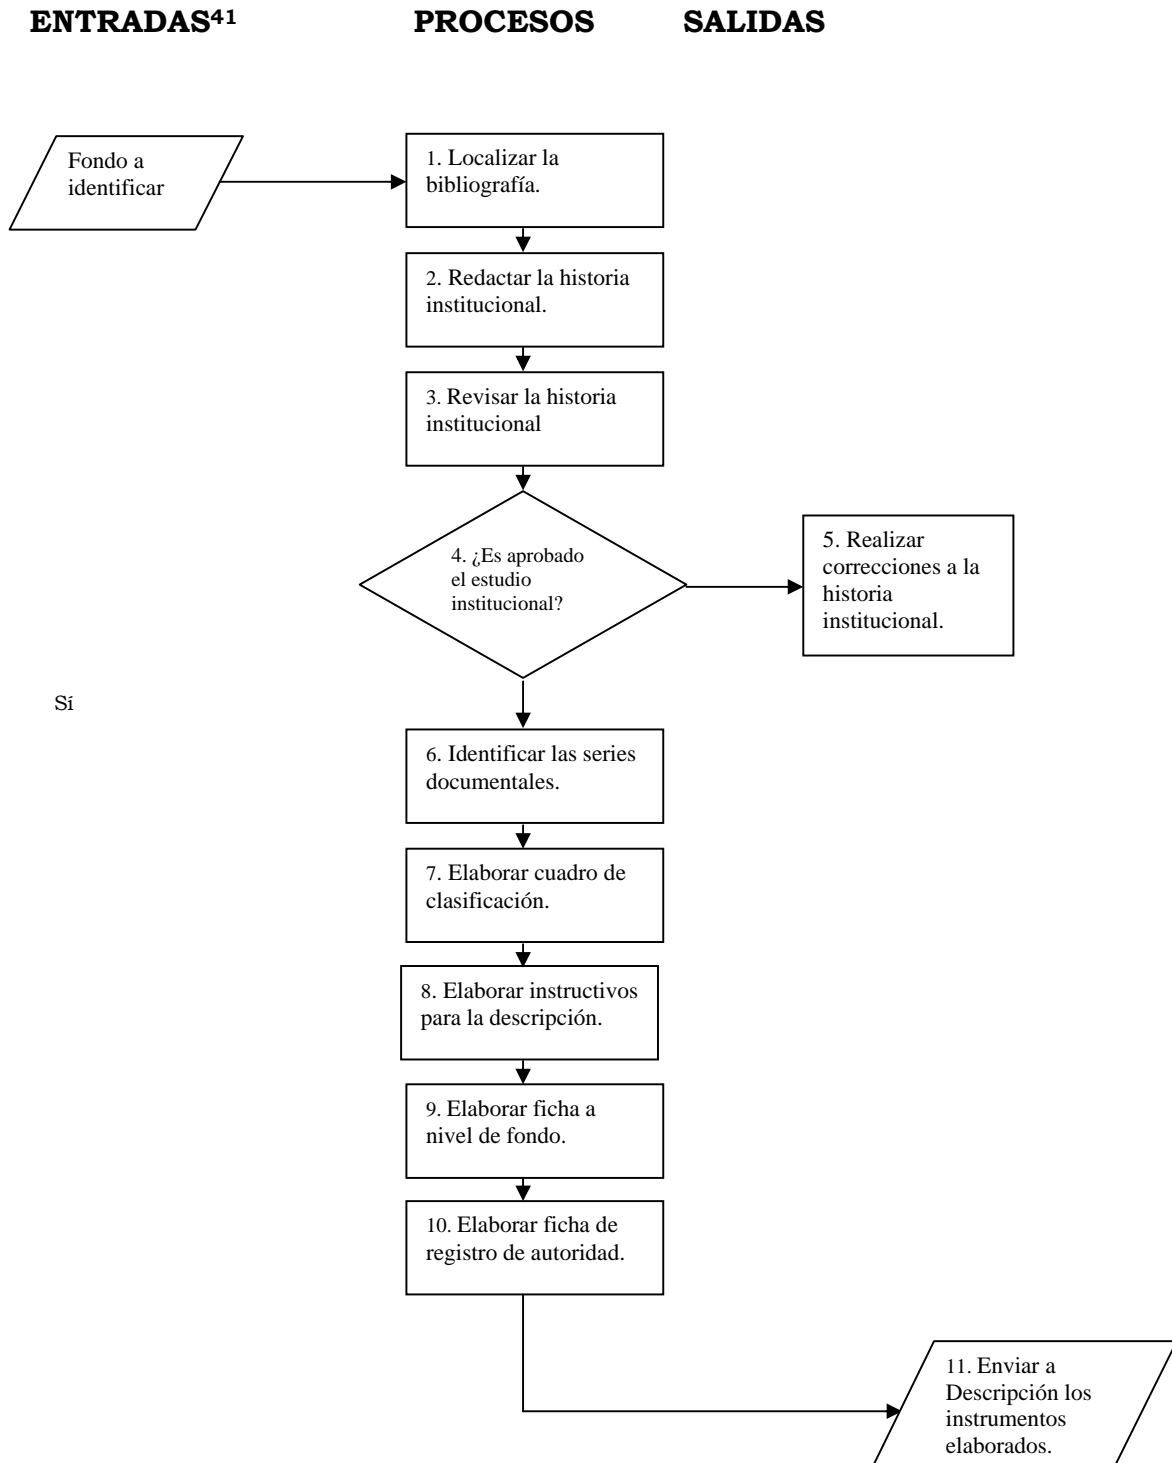 ENTRADAS41 PROCESOS SALIDAS
Fondo a
identificar
1. Localizar la
bibliografía.
2. Redactar la historia
institucional.
3. Revisar la historia
institucional
4. ¿Es aprobado
el estudio
institucional?
5. Realizar
correcciones a la
historia
institucional.
Sí
6. Identificar las series
documentales.
7. Elaborar cuadro de
clasificación.
8. Elaborar instructivos
para la descripción.
9. Elaborar ficha a
nivel de fondo.
10. Elaborar ficha de
registro de autoridad.
11. Enviar a
Descripción los
instrumentos
elaborados.